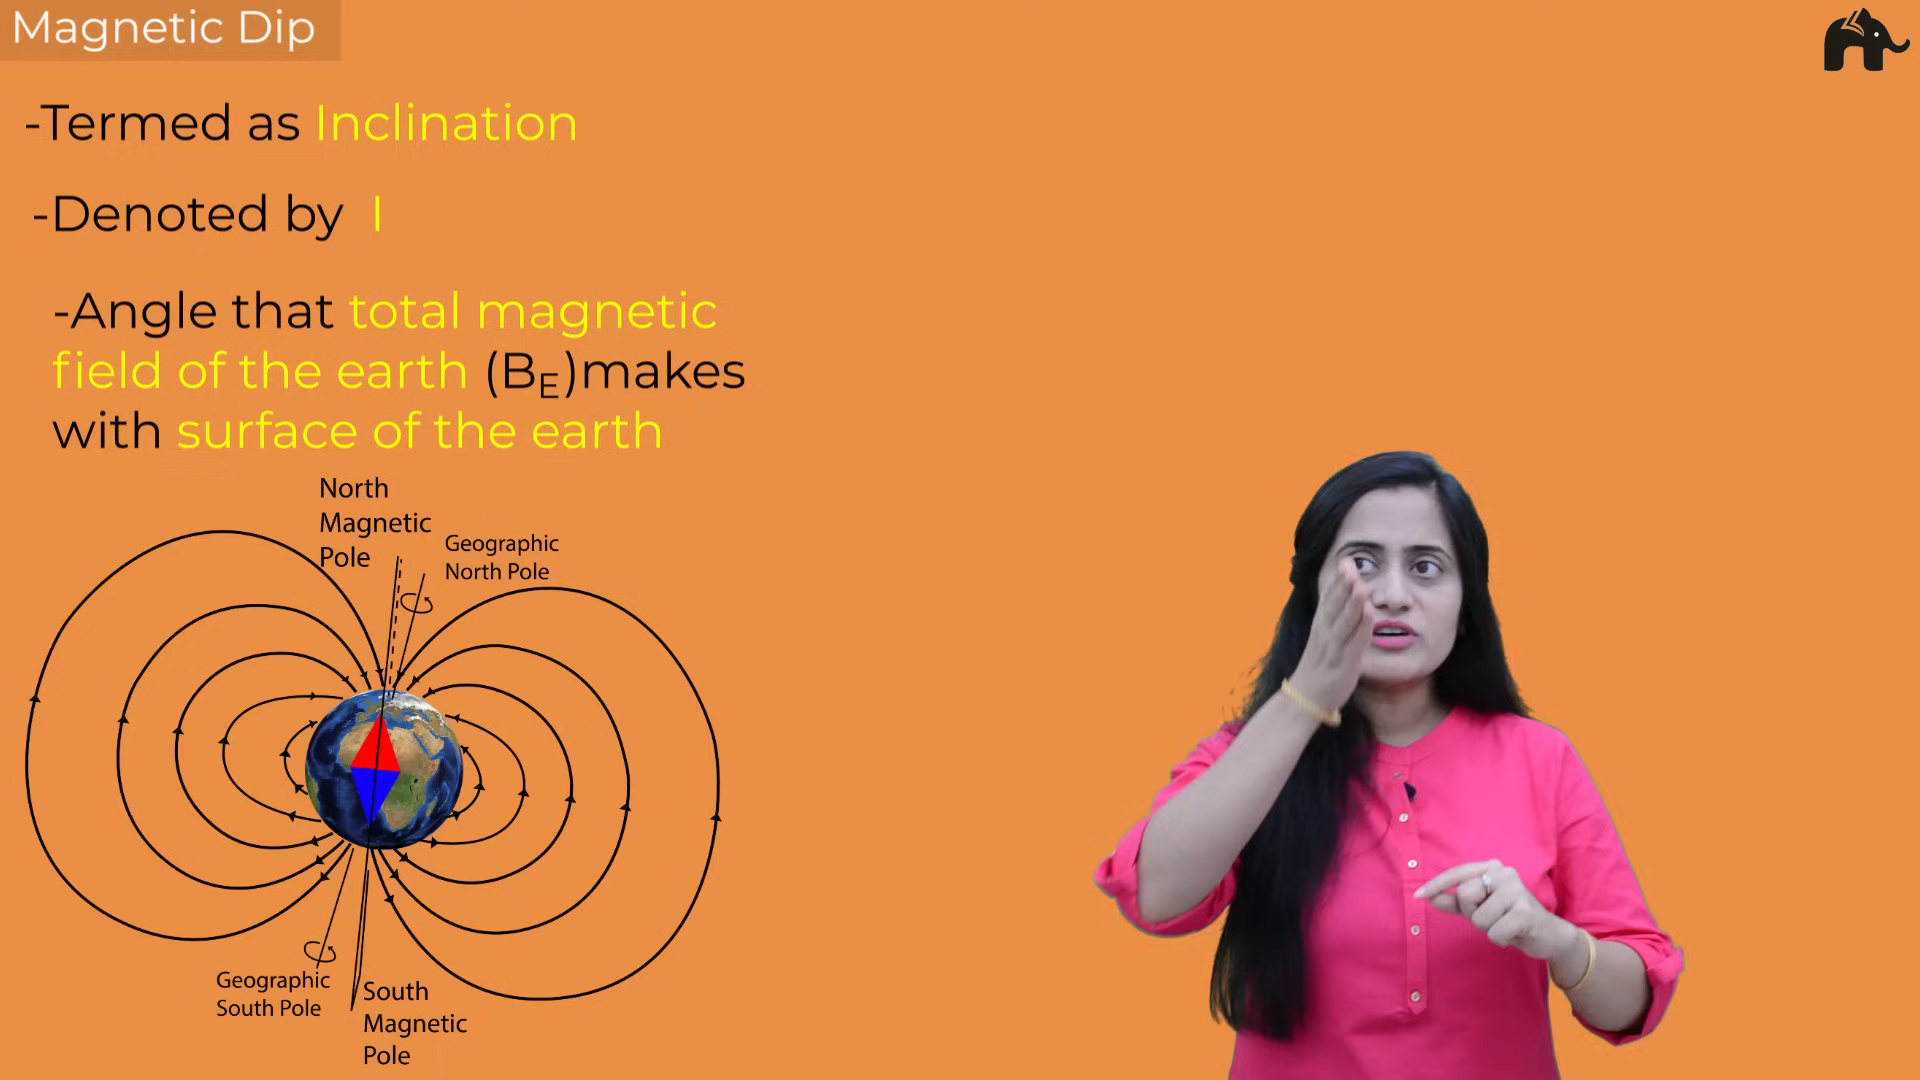 Magnetic Dip
-Termed as Inclination
-Denoted by I
-Angle that total magnetic
field of the earth (BE)makes
with surface of the earth
North
Magnetic
Pole
Geographic
North Pole
Geographic
South Pole
South
Magnetic
Pole